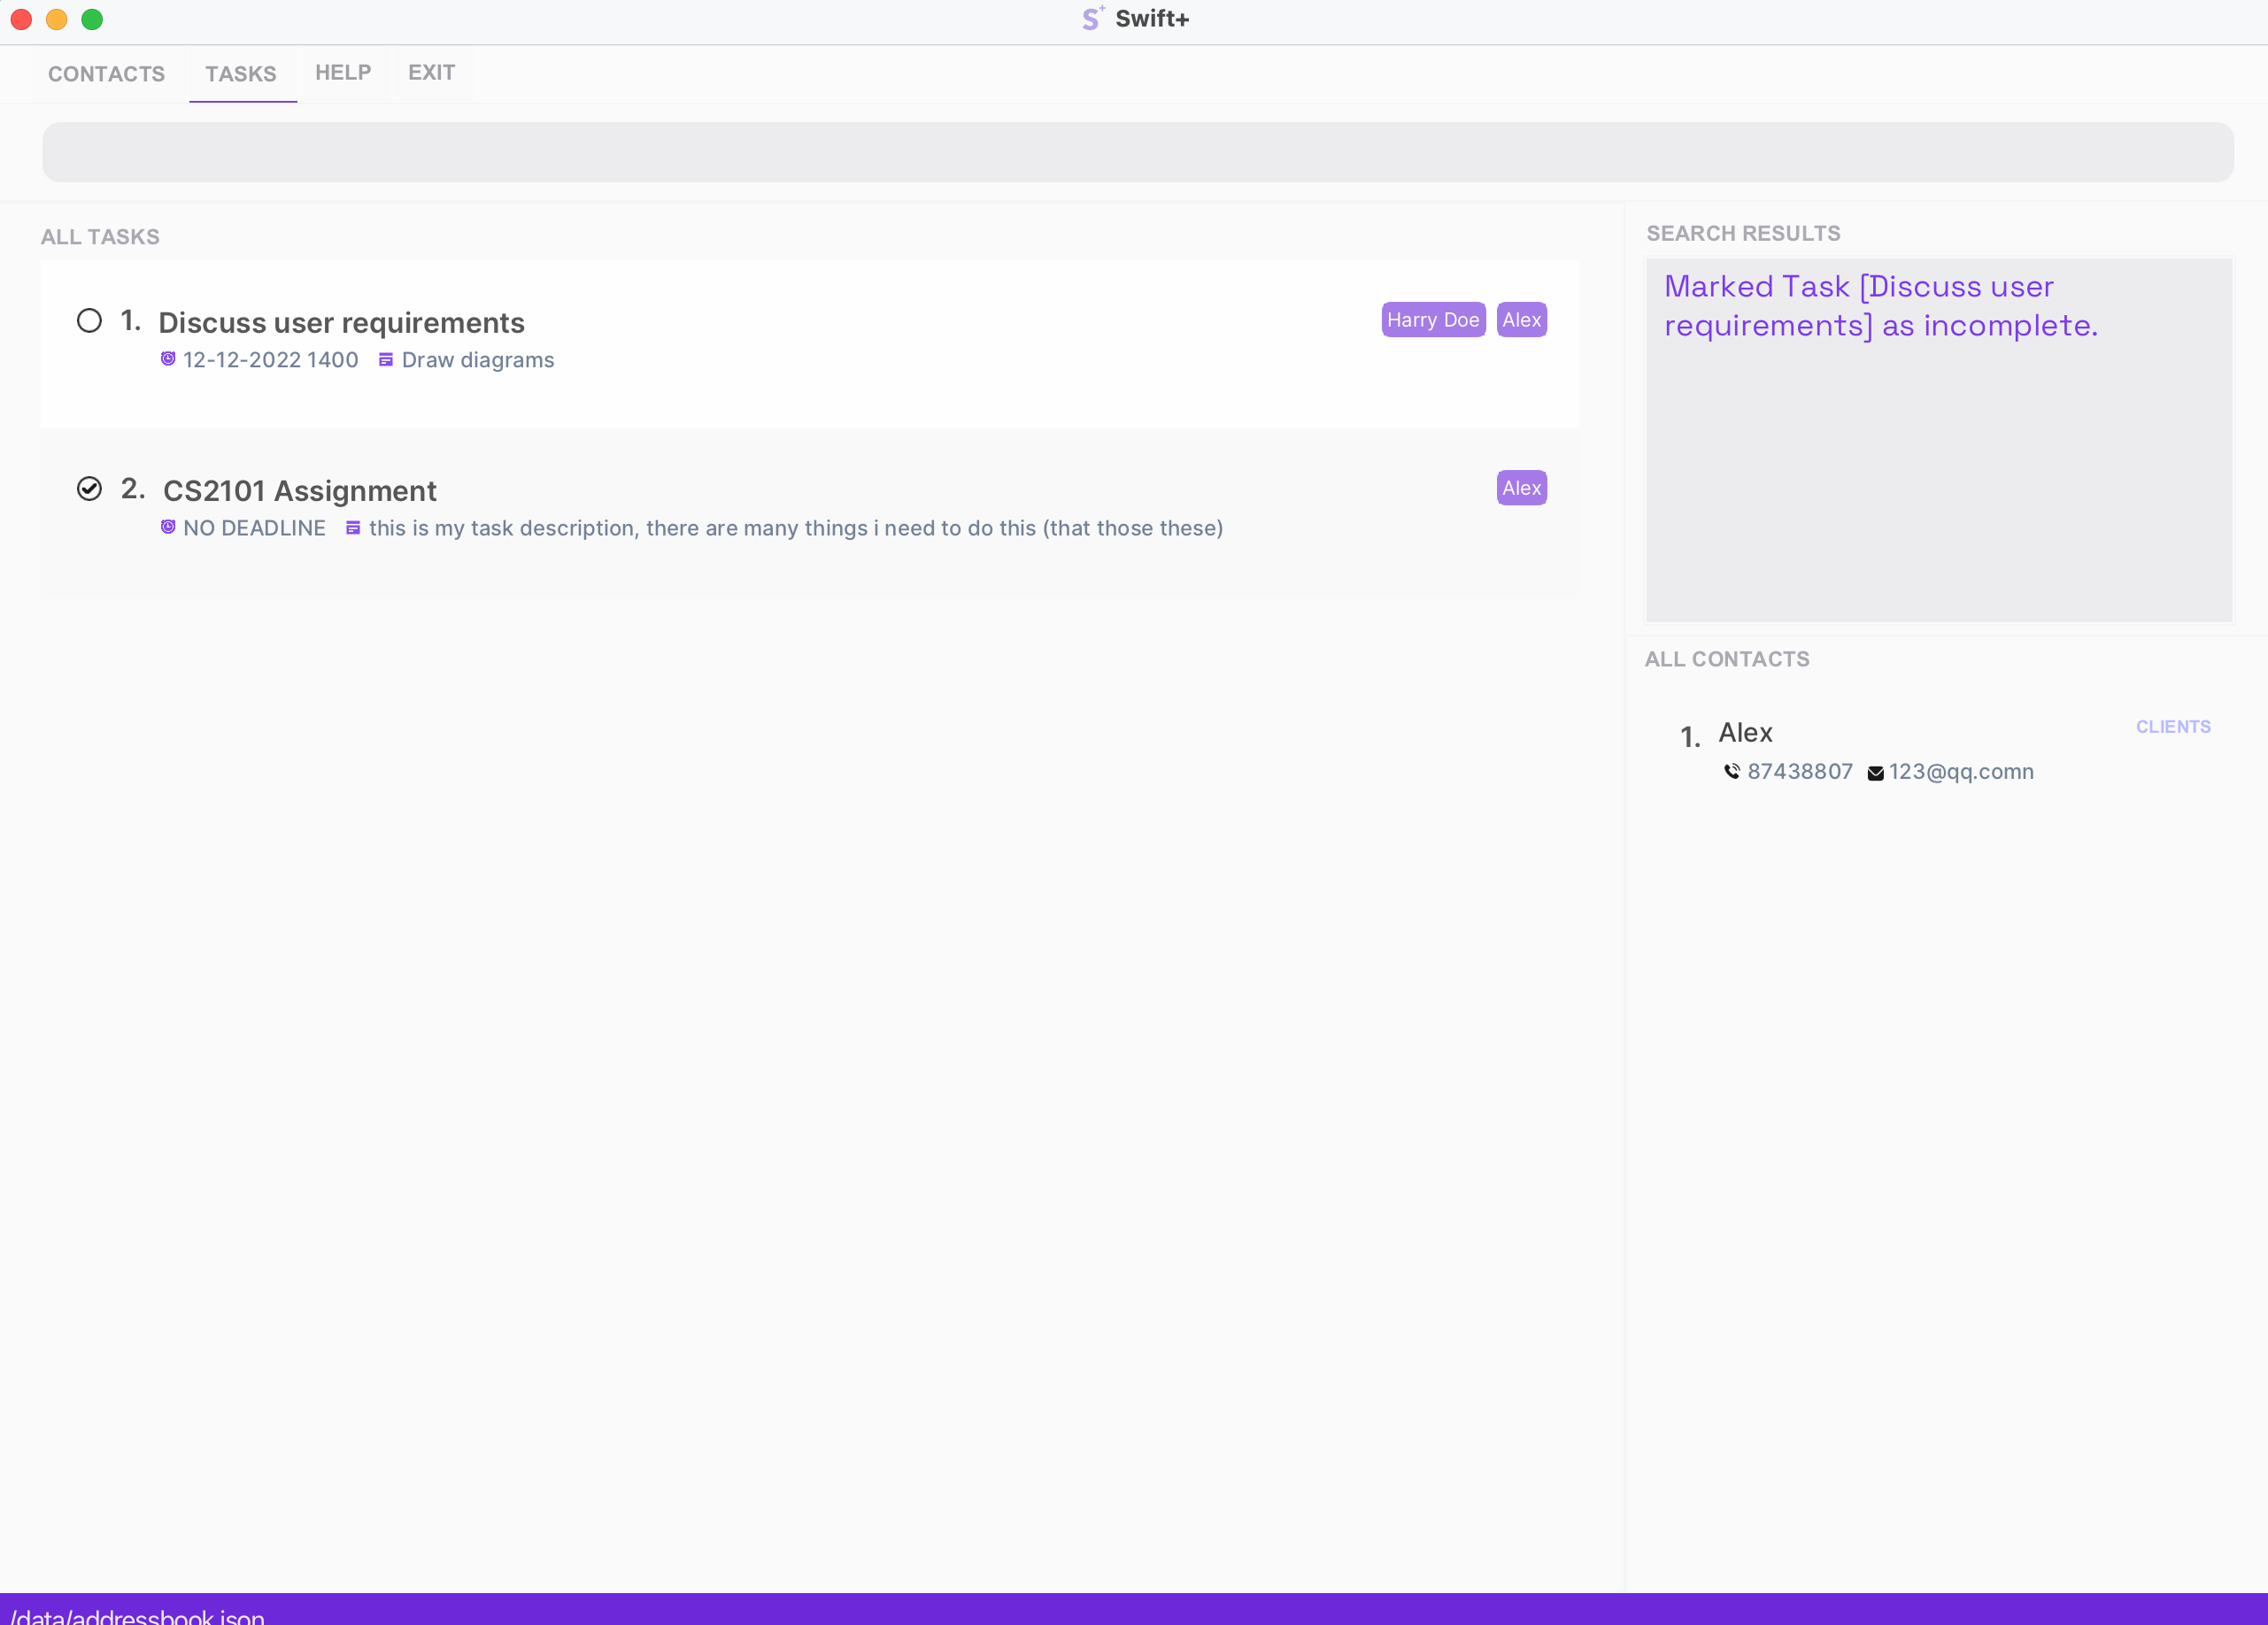 S+ Swift+
CONTACTS TASKS HELP EXIT
ALL TASKS
1. Discuss user requirements
Harry Doe Alex
12-12-2022 1400 Draw diagrams
2. CS2101 Assignment
Alex
NO DEADLINE this is my task description, there are many things i need to do this (that those these)
SEARCH RESULTS
Marked Task [Discuss user
requirements] as incomplete.
ALL CONTACTS
1. Alex
CLIENTS
87438807 123@qq.comn
/data/addressbook.json